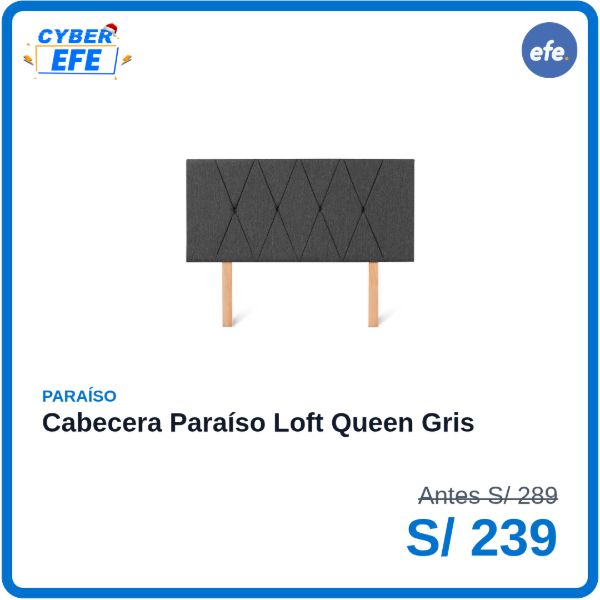 CYBER
EFE
efe.
PARAÍSO
Cabecera Paraíso Loft Queen Gris
Antes S/ 289
S/ 239